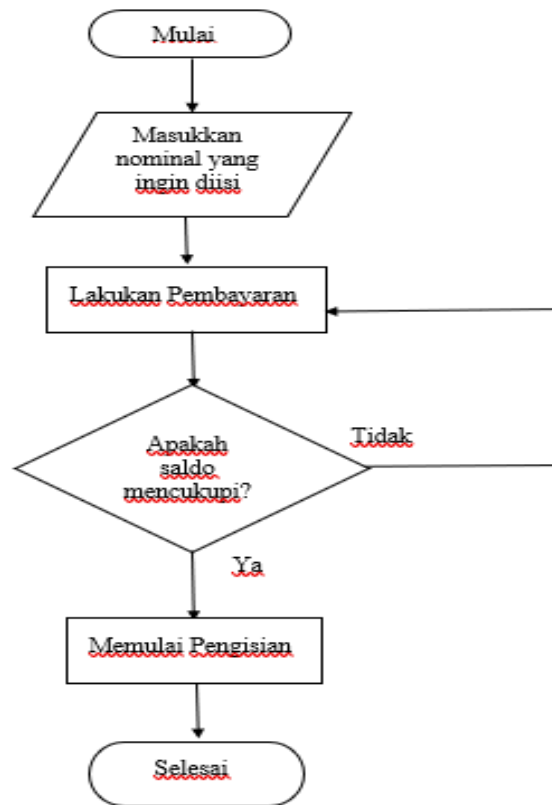 Mulai
Masukkan
nominal yang
ingin diisi
Lakukan Pembayaran
Apakah
saldo
mencukupi?
Tidak
Ya
Memulai Pengisian
Selesai